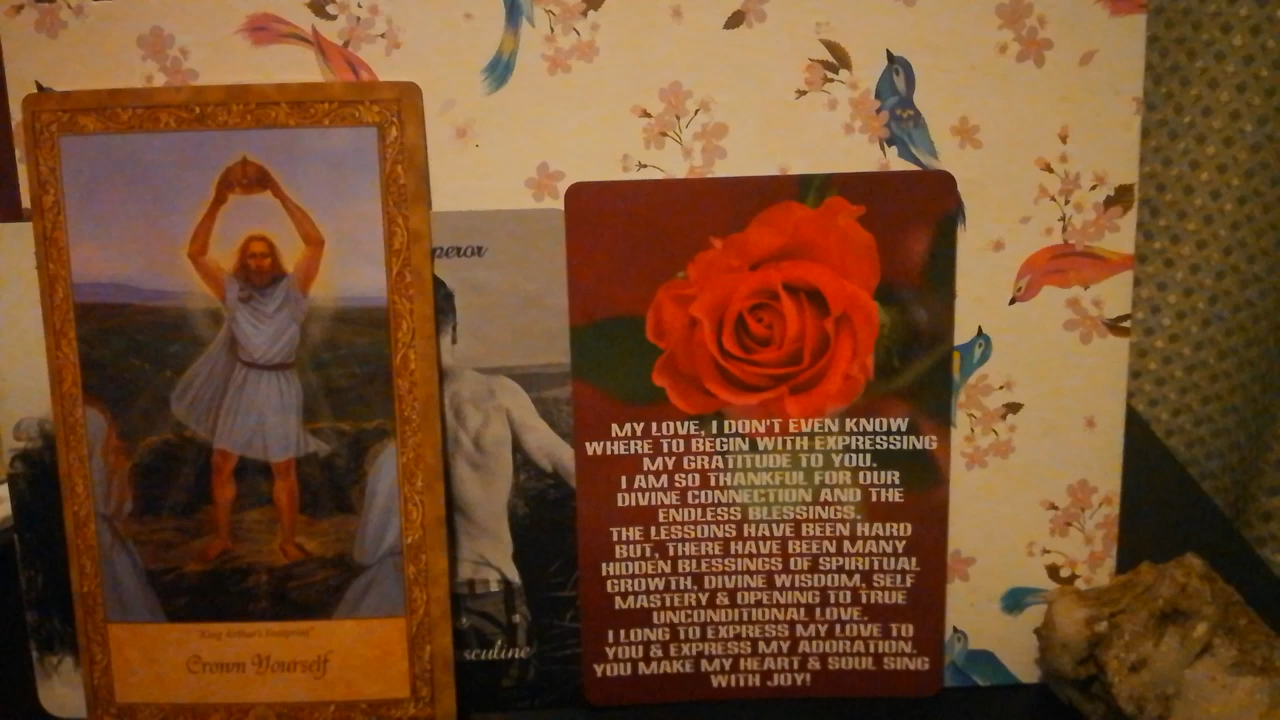 "King Arthur's Footprint"
Crown Yourself
peror
sculine
MY LOVE, I DON'T EVEN KNOW
WHERE TO BEGIN WITH EXPRESSING
MY GRATITUDE TO YOU.
I AM SO THANKFUL FOR OUR
DIVINE CONNECTION AND THE
ENDLESS BLESSINGS.
THE LESSONS HAVE BEEN HARD
BUT, THERE HAVE BEEN MANY
HIDDEN BLESSINGS OF SPIRITUAL
GROWTH, DIVINE WISDOM, SELF
MASTERY & OPENING TO TRUE
UNCONDITIONAL LOVE.
I LONG TO EXPRESS MY LOVE TO
YOU & EXPRESS MY ADORATION.
YOU MAKE MY HEART & SOUL SING
WITH JOY!